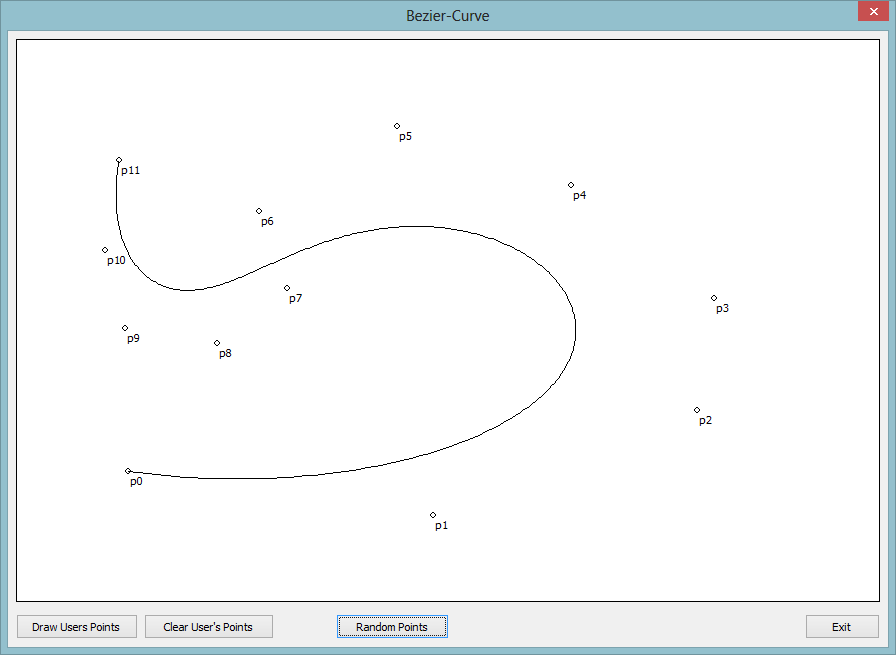 Bezier-Curve
p5
p11
p4
p6
p10
p7
p3
p9
p8
p2
p0
p1
Draw Users Points
Clear User's Points
Random Points
Exit